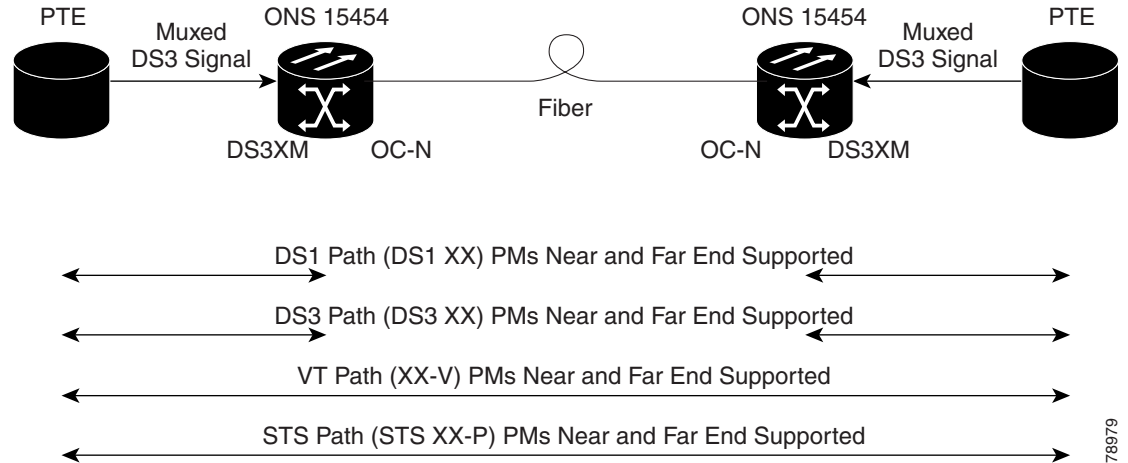 PTE
ONS 15454
ONS 15454
PTE
Muxed
DS3 Signal
Muxed
DS3 Signal
Fiber
DS3XM
OC-N
OC-N
DS3XM
DS1 Path (DS1 XX) PMs Near and Far End Supported
DS3 Path (DS3 XX) PMs Near and Far End Supported
VT Path (XX-V) PMs Near and Far End Supported
STS Path (STS XX-P) PMs Near and Far End Supported
78979